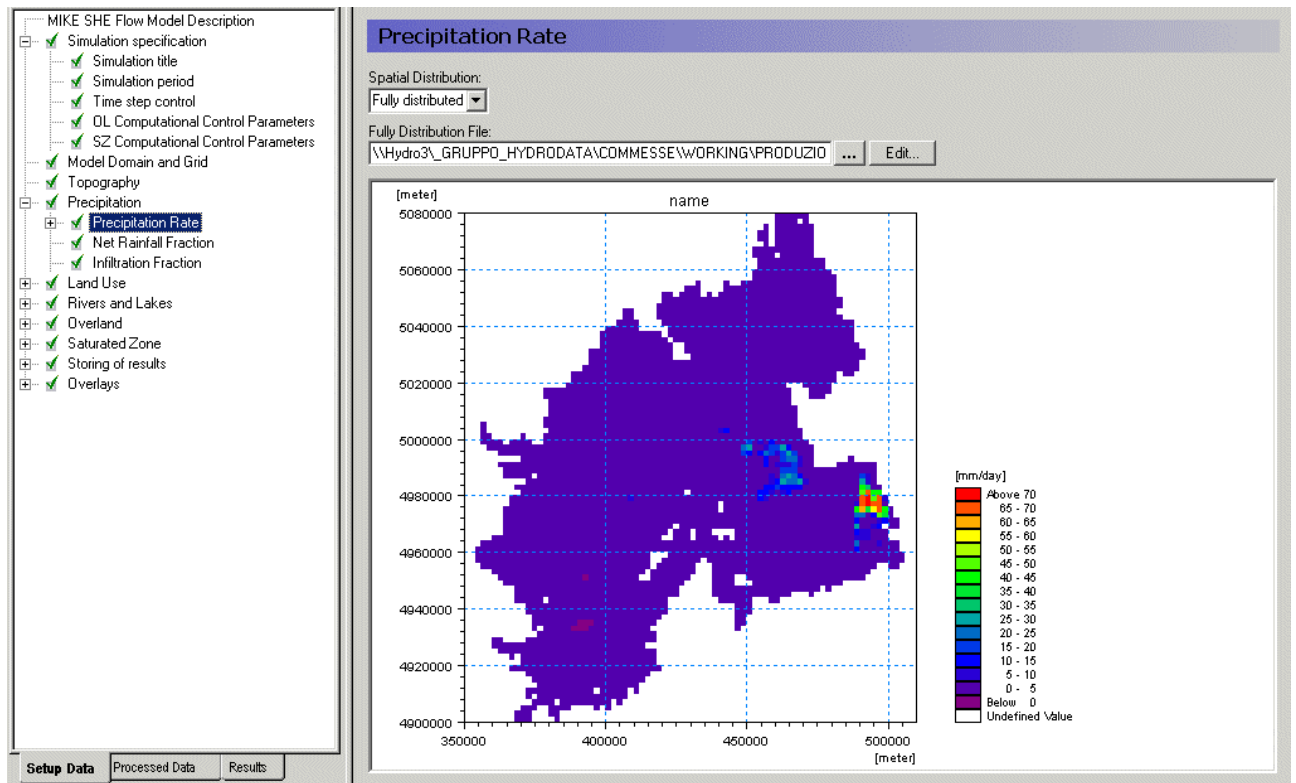 MIKE SHE Flow Model Description
Simulation specification
Simulation title
Simulation period
Time step control
OL Computational Control Parameters
SZ Computational Control Parameters
Model Domain and Grid
Topography
Precipitation
Precipitation Rate
Net Rainfall Fraction
Infiltration Fraction
Land Use
Rivers and Lakes
Overland
Saturated Zone
Storing of results
Overlays
Setup Data Processed Data Results
Precipitation Rate
Spatial Distribution:
Fully distributed
Fully Distribution File:
\\Hydro3\_GRUPPO_HYDRODATA\COMMESSE\WORKING\PRODUZIO ... Edit...
[meter]
name
5080000
5060000
5040000
5020000
5000000
4980000
4960000
4940000
4920000
4900000
350000 400000 450000 500000
[meter]
[mm/day]
Above 70
65 - 70
60 - 65
55 - 60
50 - 55
45 - 50
40 - 45
35 - 40
30 - 35
25 - 30
20 - 25
15 - 20
10 - 15
5 - 10
0 - 5
Below 0
Undefined Value